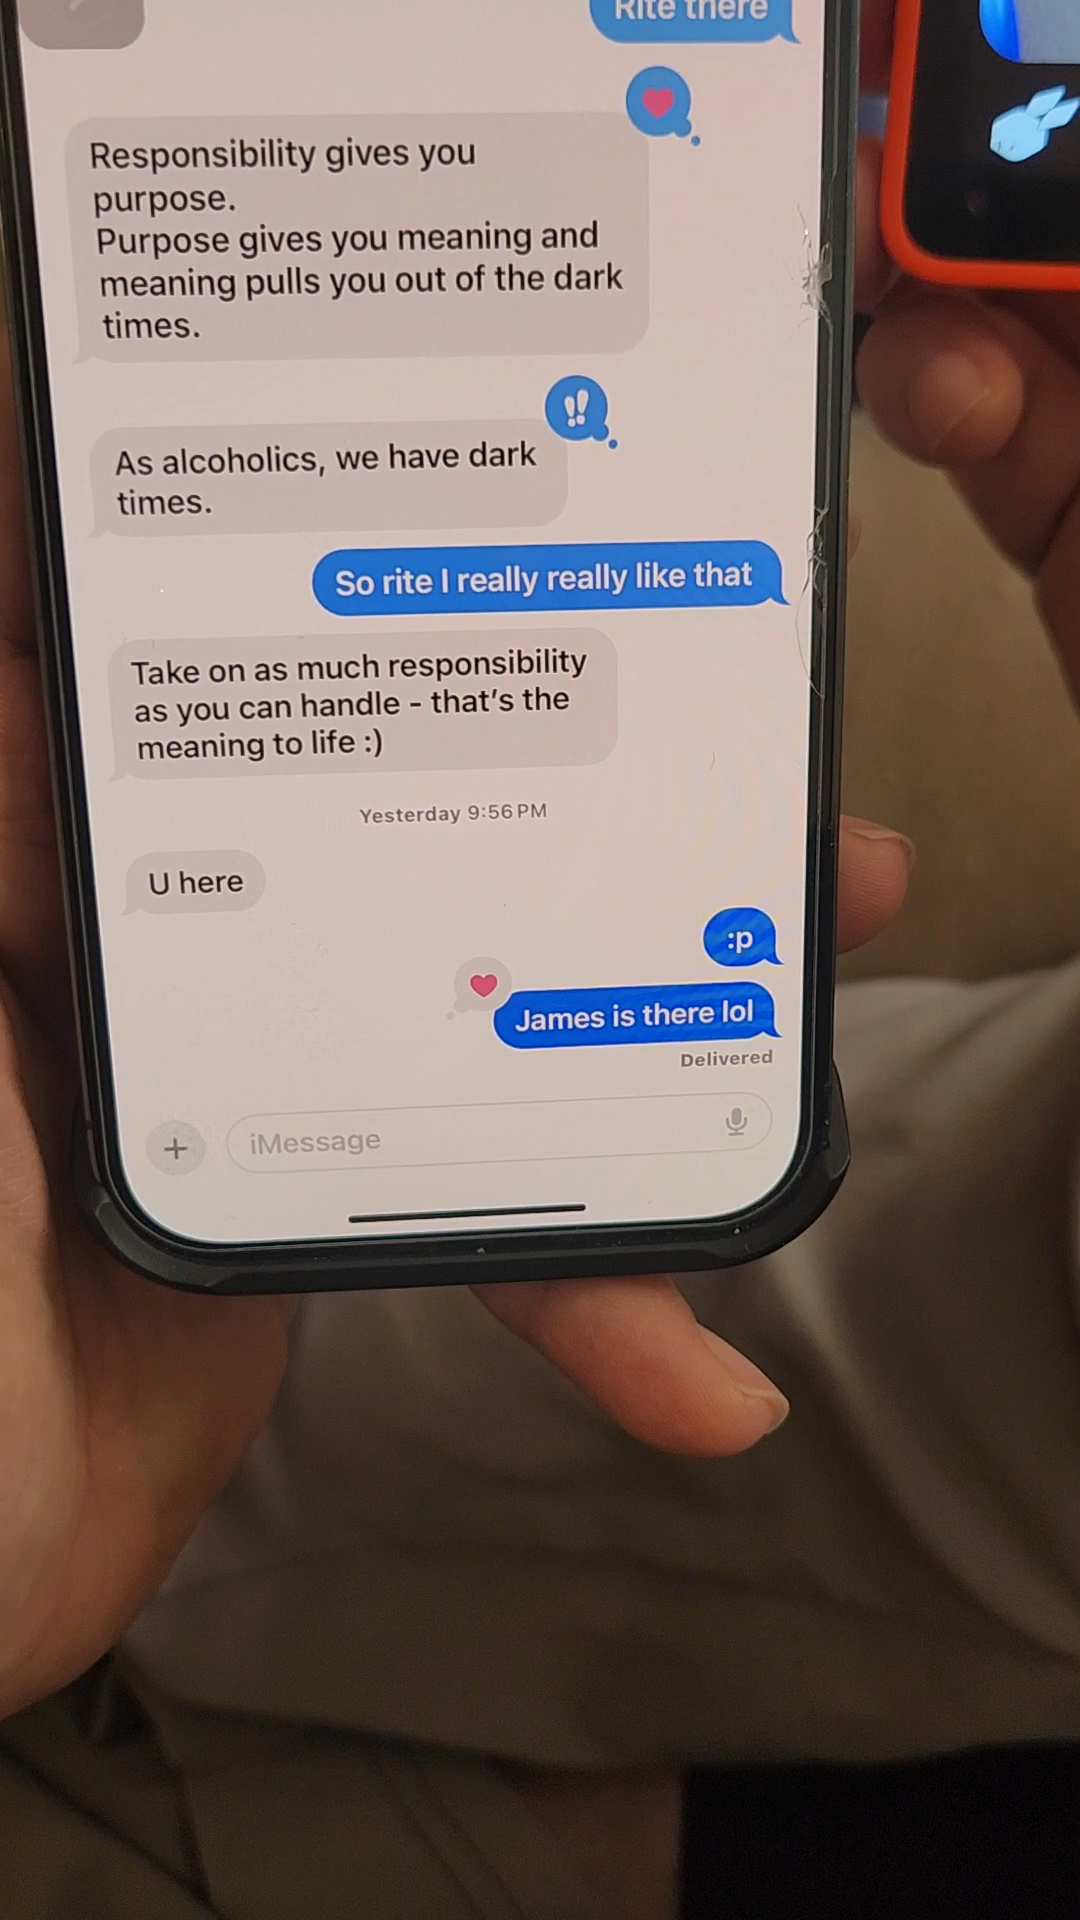 Rite there
Responsibility gives you
purpose.
Purpose gives you meaning and
meaning pulls you out of the dark
times.
As alcoholics, we have dark
times.
So rite I really really like that
Take on as much responsibility
as you can handle - that's the
meaning to life :)
Yesterday 9:56 PM
U here
:p
James is there lol
Delivered
iMessage